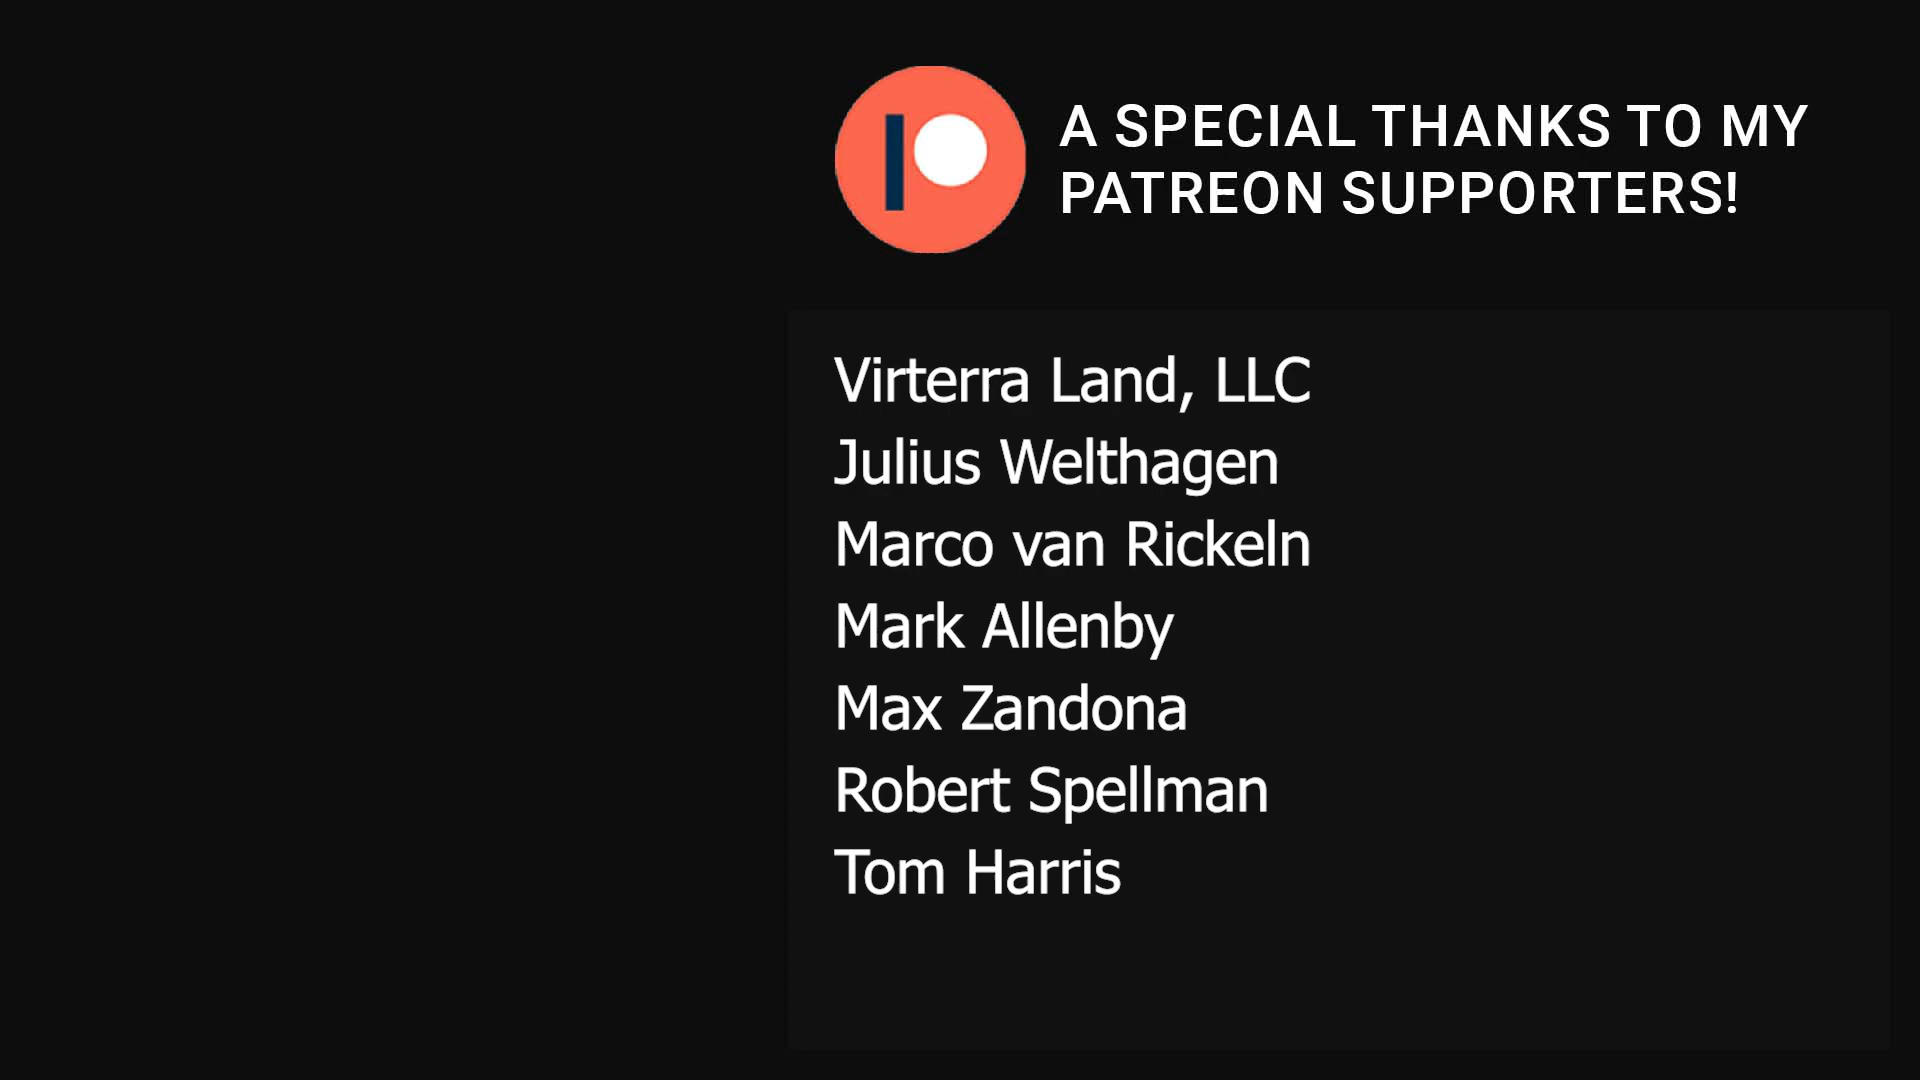 A SPECIAL THANKS TO MY
PATREON SUPPORTERS!
Virterra Land, LLC
Julius Welthagen
Marco van Rickeln
Mark Allenby
Max Zandona
Robert Spellman
Tom Harris